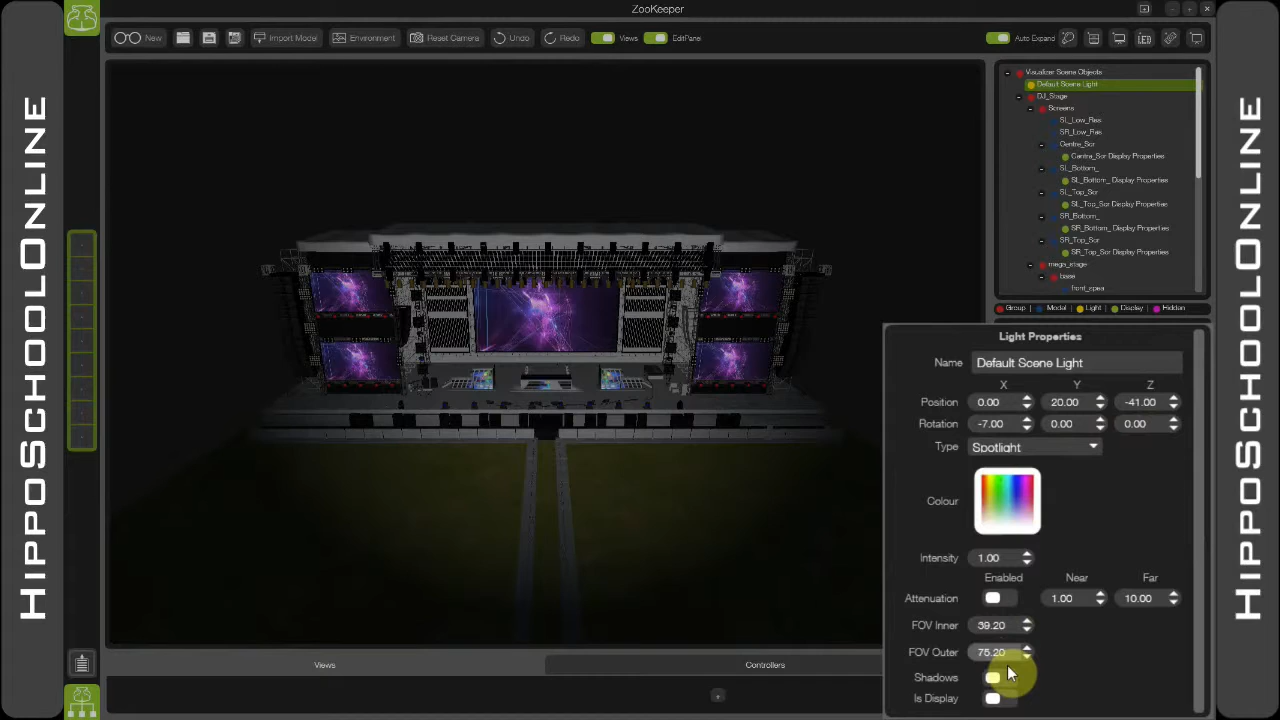 ZooKeeper
New
Import Model
Environment
Reset Camera
Undo
Redo
Views
EditPanel
Auto Expand
LED
HIPPOSCHOOLONLINE
HIPPOSCHOOLONLINE
Visualizer Scene Objects
Default Scene Light
DJ_Stage
Screens
SL_Low_Res
SR_Low_Res
Centre_Scr
Centre_Scr Display Properties
SL_Bottom_
SL_Bottom_ Display Properties
SL_Top_Scr
SL_Top_Scr Display Properties
SR_Bottom_
SR_Bottom_ Display Properties
SR_Top_Scr
SR_Top_Scr Display Properties
mega_stage
base
front_spea
Group Model Light Display Hidden
Light Properties
Name Default Scene Light
X Y Z
Position 0.00 20.00 -41.00
Rotation -7.00 0.00 0.00
Type Spotlight
Colour
Intensity 1.00
Enabled Near Far
Attenuation 1.00 10.00
FOV Inner 39.20
FOV Outer 75.20
Shadows
Is Display
Views
Controllers
+